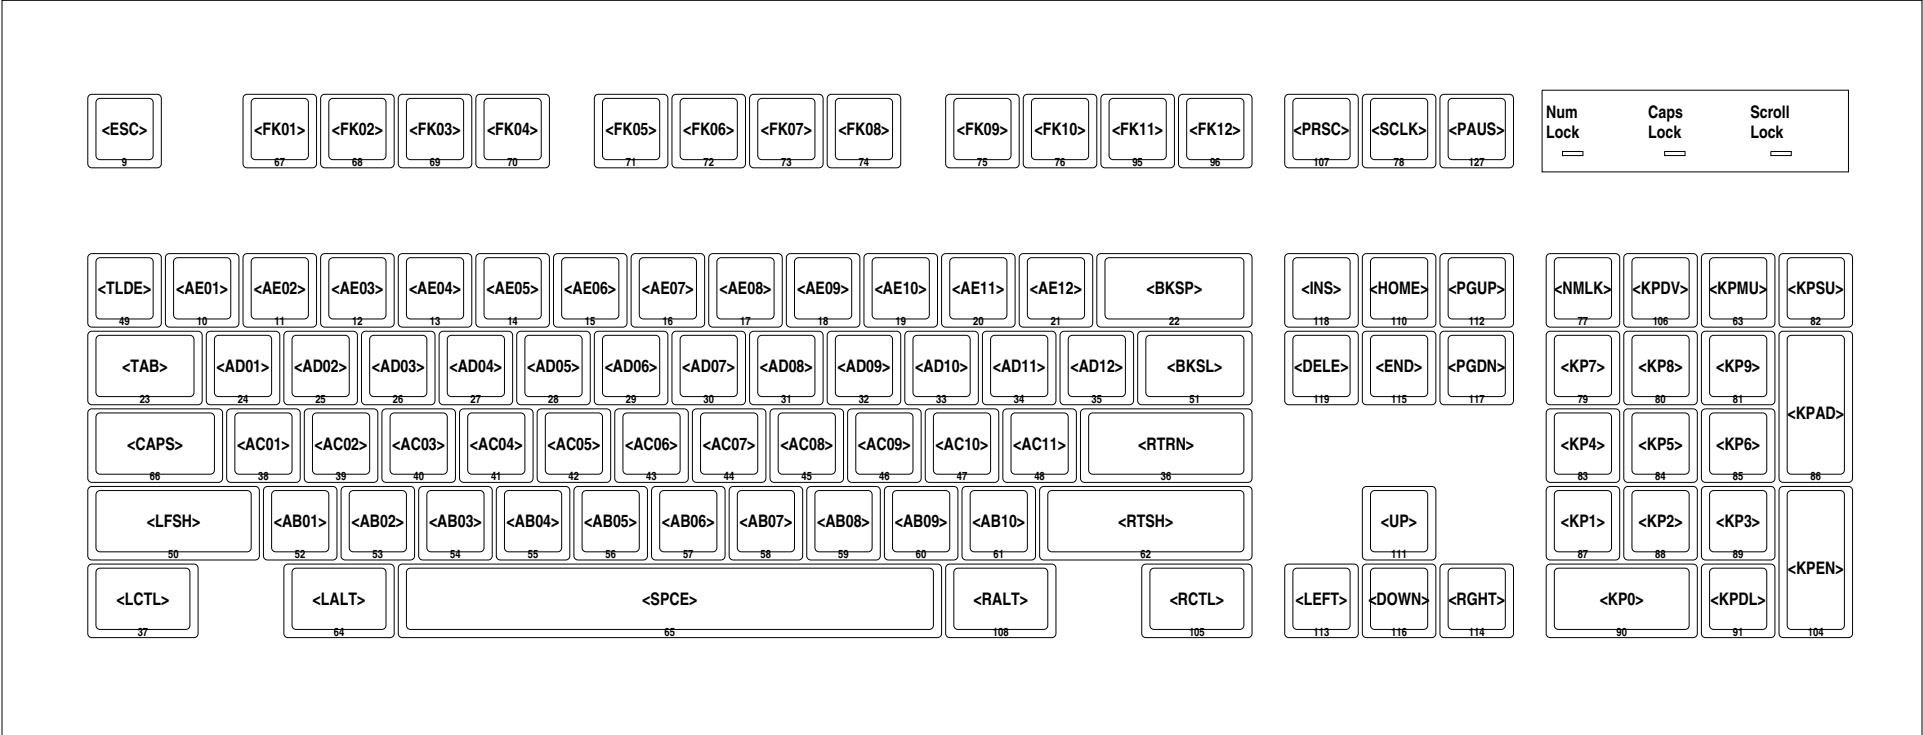 Num Caps Scroll
<ESC> <FK01> <FK02> <FK03> <FK04> <FK05> <FK06> <FK07> <FK08> <FK09> <FK10> <FK11> <FK12> <PRSC> <SCLK> <PAUS> Lock Lock Lock
9 67 68 69 70 71 72 73 74 75 76 95 96 107 78 127
<TLDE> <AE01> <AE02> <AE03> <AE04> <AE05> <AE06> <AE07> <AE08> <AE09> <AE10> <AE11> <AE12> <BKSP> <INS> <HOME> <PGUP> <NMLK> <KPDV> <KPMU> <KPSU>
49 10 11 12 13 14 15 16 17 18 19 20 21 22 118 110 112 77 106 63 82
<TAB> <AD01> <AD02> <AD03> <AD04> <AD05> <AD06> <AD07> <AD08> <AD09> <AD10> <AD11> <AD12> <BKSL> <DELE> <END> <PGDN> <KP7> <KP8> <KP9>
23 24 25 26 27 28 29 30 31 32 33 34 35 51 119 115 117 79 80 81
<KPAD>
<CAPS> <AC01> <AC02> <AC03> <AC04> <AC05> <AC06> <AC07> <AC08> <AC09> <AC10> <AC11> <RTRN> <KP4> <KP5> <KP6>
66 38 39 40 41 42 43 44 45 46 47 48 36 83 84 85 86
<LFSH> <AB01> <AB02> <AB03> <AB04> <AB05> <AB06> <AB07> <AB08> <AB09> <AB10> <RTSH> <UP> <KP1> <KP2> <KP3>
50 52 53 54 55 56 57 58 59 60 61 62 111 87 88 89
<KPEN>
<LCTL> <LALT> <SPCE> <RALT> <RCTL> <LEFT> <DOWN> <RGHT> <KP0> <KPDL>
37 64 65 108 105 113 116 114 90 91 104